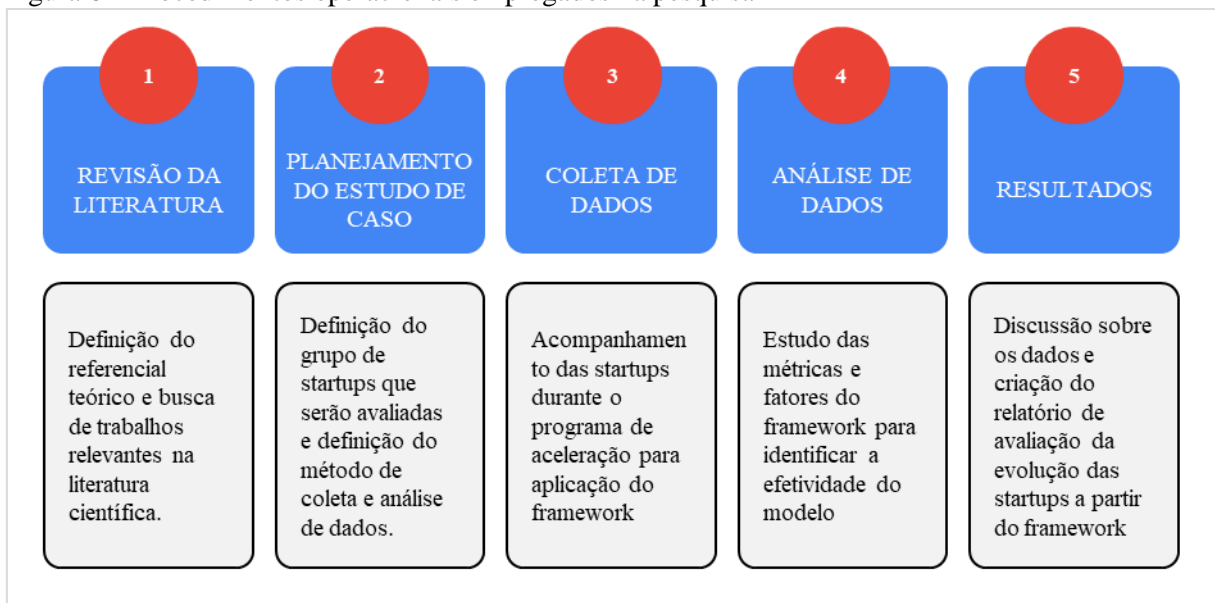 1
REVISÃO DA
LITERATURA
Definição do
referencial
teórico e busca
de trabalhos
relevantes na
literatura
científica.
2
PLANEJAMENTO
DO ESTUDO DE
CASO
Definição do
grupo de
startups que
serão avaliadas
e definição do
método de
coleta e análise
de dados.
3
COLETA DE
DADOS
Acompanhamen
to das startups
durante o
programa de
aceleração para
aplicação do
framework
4
ANÁLISE DE
DADOS
Estudo das
métricas e
fatores do
framework para
identificar a
efetividade do
modelo
5
RESULTADOS
Discussão sobre
os dados e
criação do
relatório de
avaliação da
evolução das
startups a partir
do framework